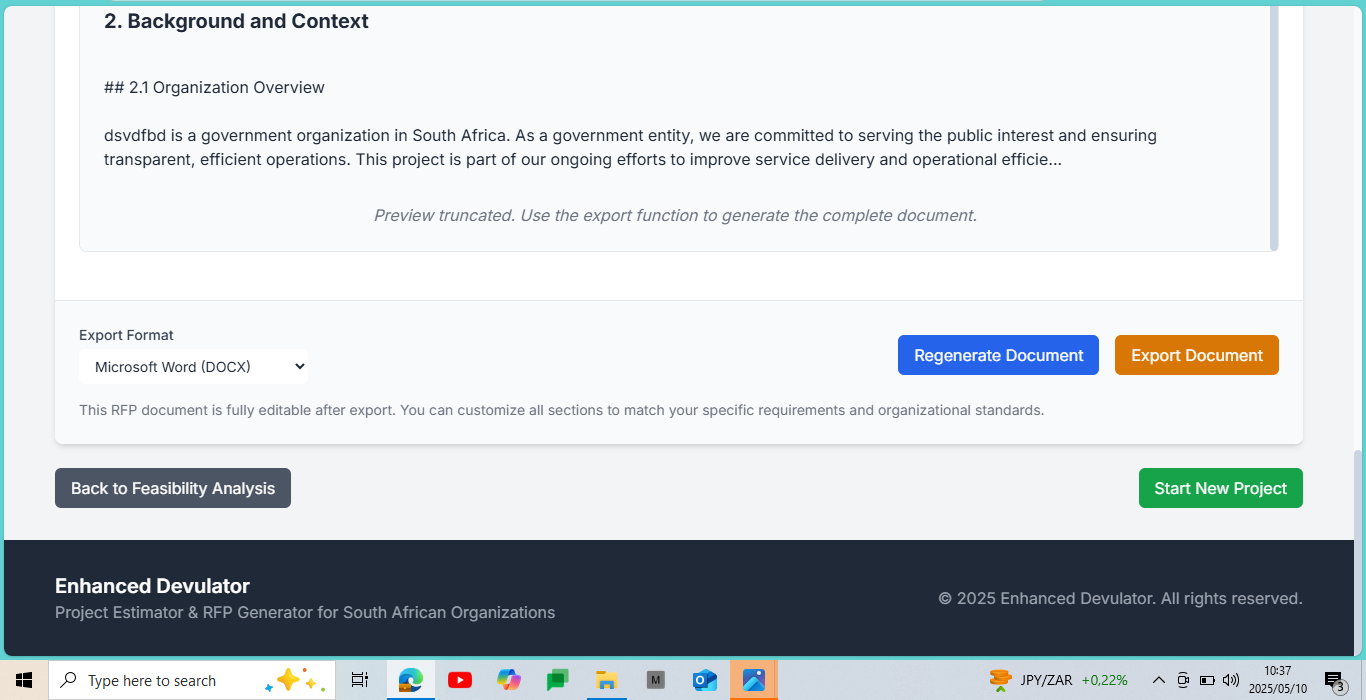 2. Background and Context
## 2.1 Organization Overview
dsvdfbd is a government organization in South Africa. As a government entity, we are committed to serving the public interest and ensuring
transparent, efficient operations. This project is part of our ongoing efforts to improve service delivery and operational efficie...
Preview truncated. Use the export function to generate the complete document.
Export Format
Microsoft Word (DOCX)
Regenerate Document
Export Document
This RFP document is fully editable after export. You can customize all sections to match your specific requirements and organizational standards.
Back to Feasibility Analysis
Start New Project
Enhanced Devulator
Project Estimator & RFP Generator for South African Organizations
© 2025 Enhanced Devulator. All rights reserved.
Type here to search
M
JPY/ZAR +0,22%
10:37
2025/05/10
3